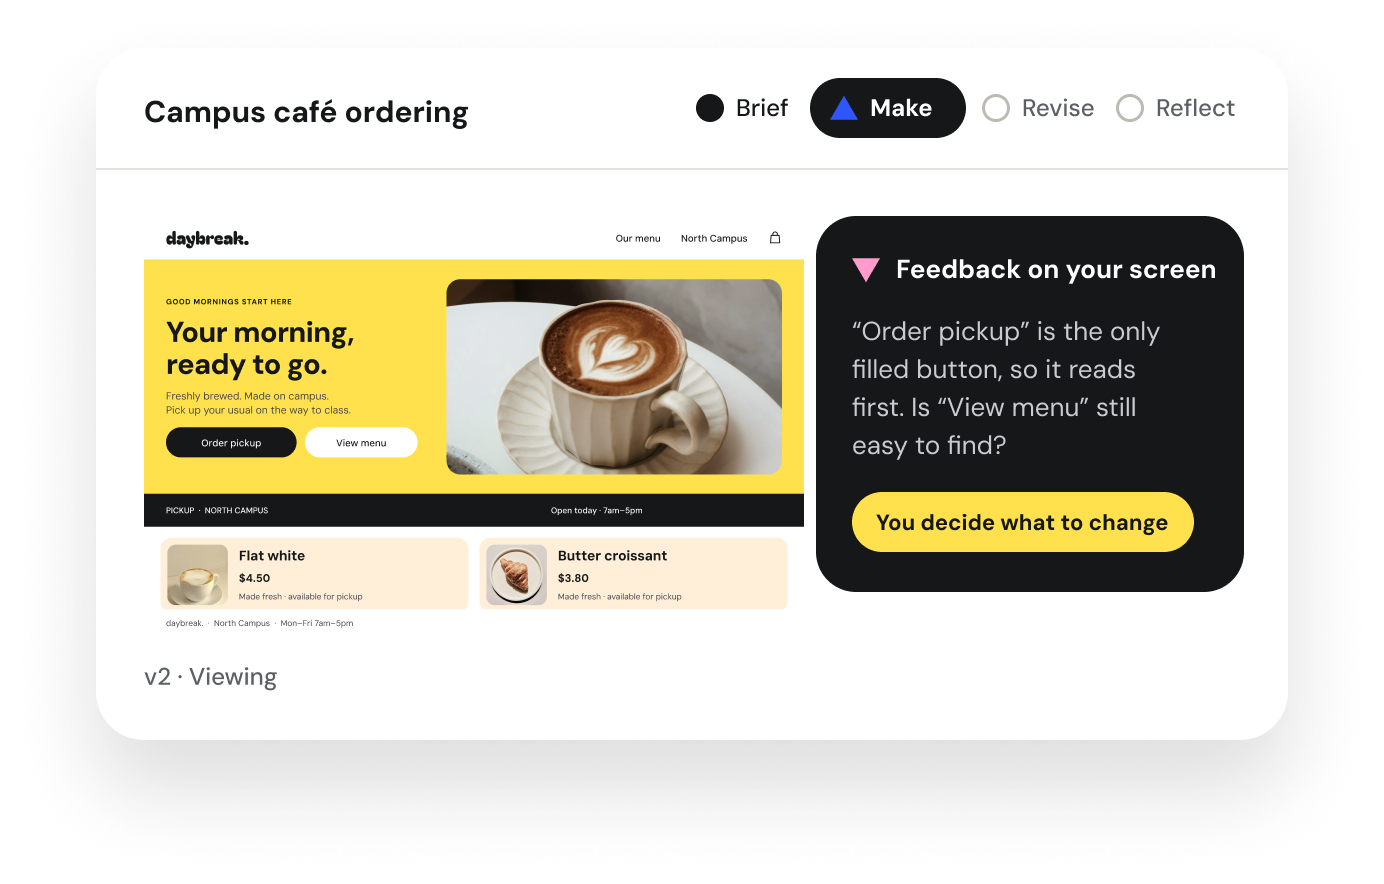 Campus café ordering
Brief
Make
Revise
Reflect
daybreak.
Our menu
North Campus
GOOD MORNINGS START HERE
Your morning,
ready to go.
Freshly brewed. Made on campus.
Pick up your usual on the way to class.
Order pickup
View menu
PICKUP · NORTH CAMPUS
Open today · 7am–5pm
Flat white
$4.50
Made fresh · available for pickup
Butter croissant
$3.80
Made fresh · available for pickup
daybreak. · North Campus · Mon–Fri 7am–5pm
v2 · Viewing
Feedback on your screen
“Order pickup” is the only
filled button, so it reads
first. Is “View menu” still
easy to find?
You decide what to change